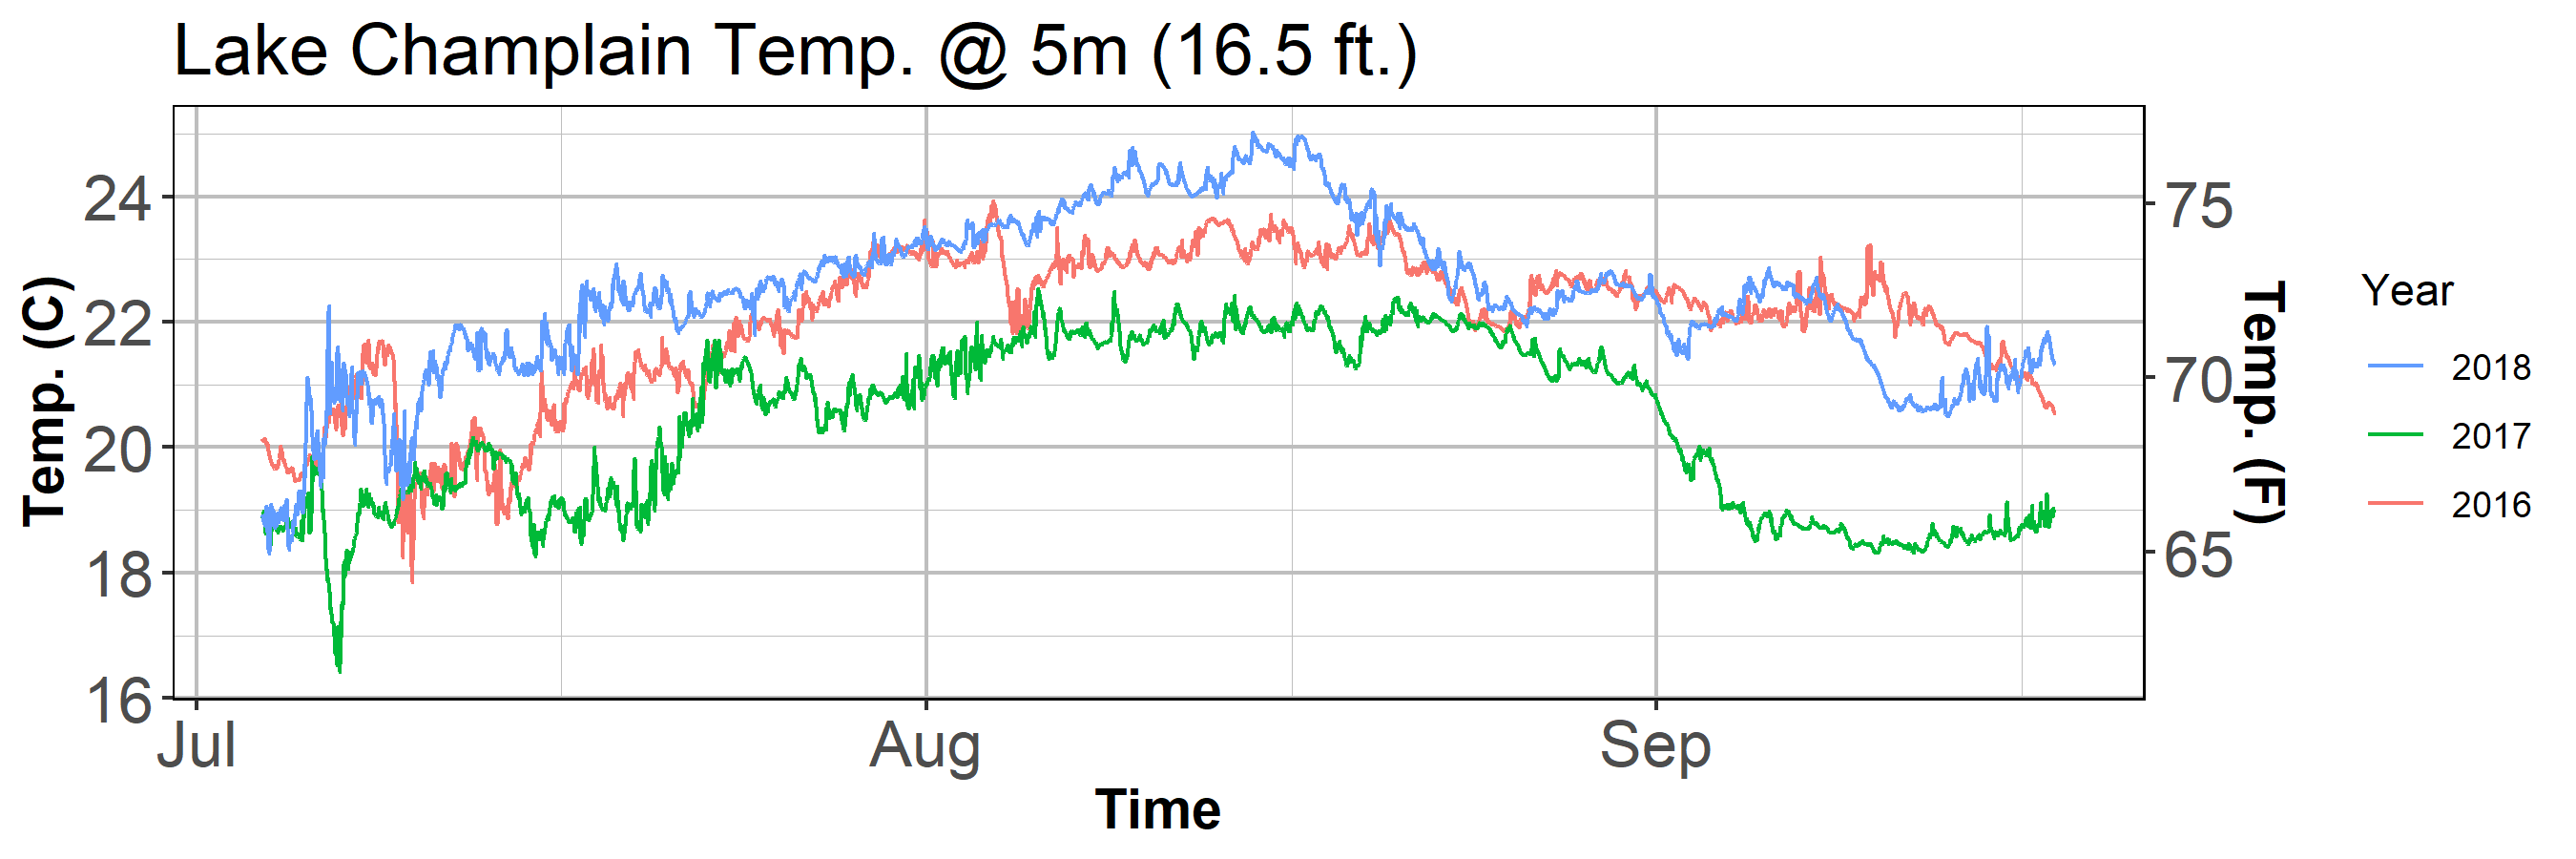 Lake Champlain Temp. @ 5m (16.5 ft.)
Temp. (C)
24
22
20
18
16
75
70
65
Temp. (F)
Jul
Aug
Sep
Time
Year
2018
2017
2016